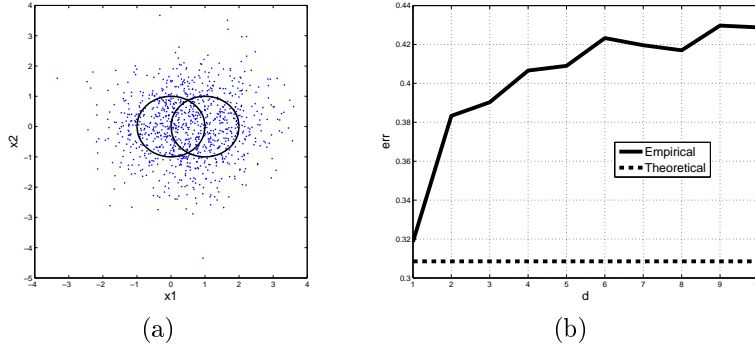 4
3
2
1
0
−1
−2
−3
−4
−5
x2
−4 −3 −2 −1 0 1 2 3 4
x1
(a)
0.44
0.42
0.4
0.38
0.36
0.34
0.32
0.3
err
Empirical
Theoretical
1 2 3 4 5 6 7 8 9
d
(b)